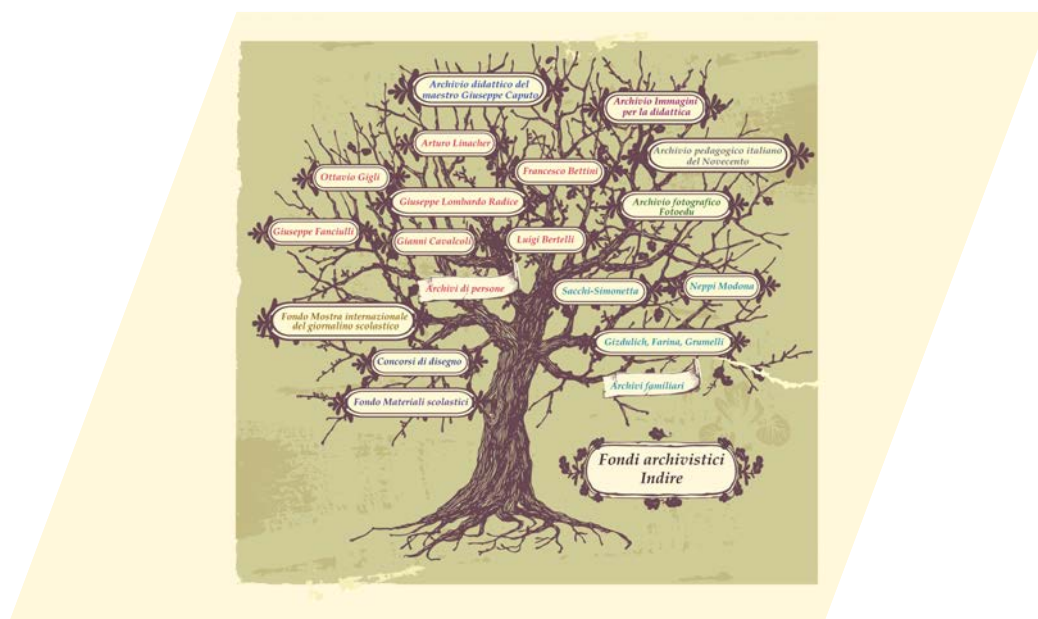 Archivio didattico del
maestro Giuseppe Caputo
Archivio Immagini
per la didattica
Arturo Linacher
Archivio pedagogico italiano
del Novecento
Ottavio Gigli
Francesco Bettini
Giuseppe Lombardo Radice
Archivio fotografico
Fotoedu
Giuseppe Fanciulli
Gianni Cavalcoli
Luigi Bertelli
Archivi di persone
Sacchi-Simonetta
Neppi Modona
Fondo Mostra internazionale
del giornalino scolastico
Gizdulich, Farina, Grumelli
Concorsi di disegno
Archivi familiari
Fondo Materiali scolastici
Fondi archivistici
Indire